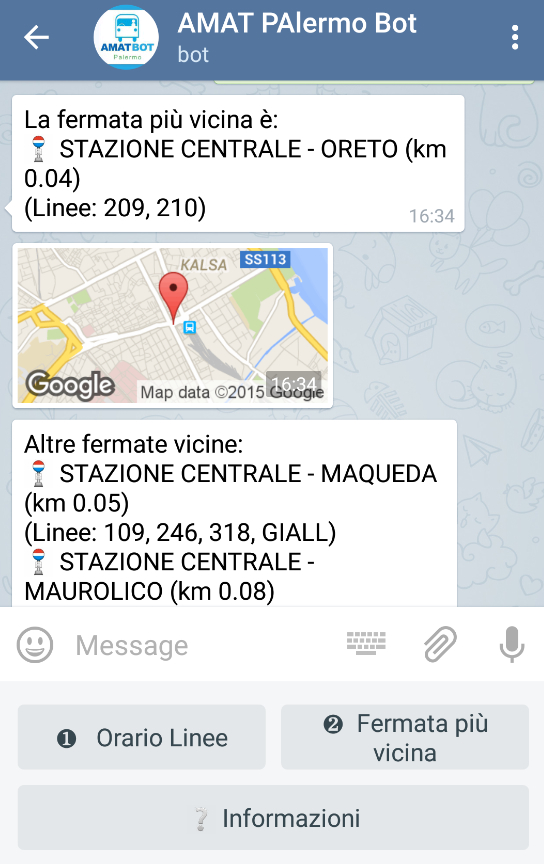 AMAT PAlermo Bot
bot
AMATBOT
Palermo
La fermata più vicina è:
STAZIONE CENTRALE - ORETO (km
0.04)
(Linee: 209, 210)
16:34
KALSA
SS113
Google
Map data ©2015 Google
16:34
Altre fermate vicine:
STAZIONE CENTRALE - MAQUEDA
(km 0.05)
(Linee: 109, 246, 318, GIALL)
STAZIONE CENTRALE -
MAUROLICO (km 0.08)
Message
❶ Orario Linee
❷ Fermata più
vicina
❔ Informazioni